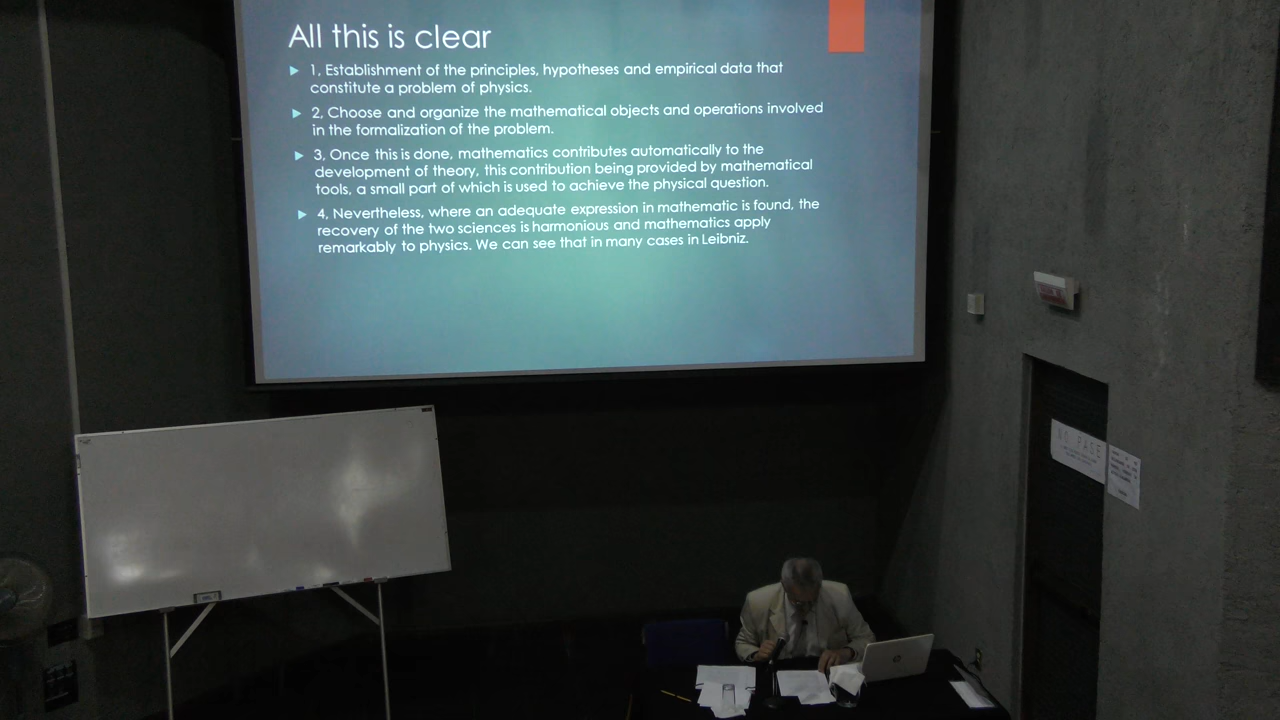 All this is clear
1, Establishment of the principles, hypotheses and empirical data that
constitute a problem of physics.
2, Choose and organize the mathematical objects and operations involved
in the formalization of the problem.
3, Once this is done, mathematics contributes automatically to the
development of theory, this contribution being provided by mathematical
tools, a small part of which is used to achieve the physical question.
4, Nevertheless, where an adequate expression in mathematic is found, the
recovery of the two sciences is harmonious and mathematics apply
remarkably to physics. We can see that in many cases in Leibniz.
NO PASE
hp